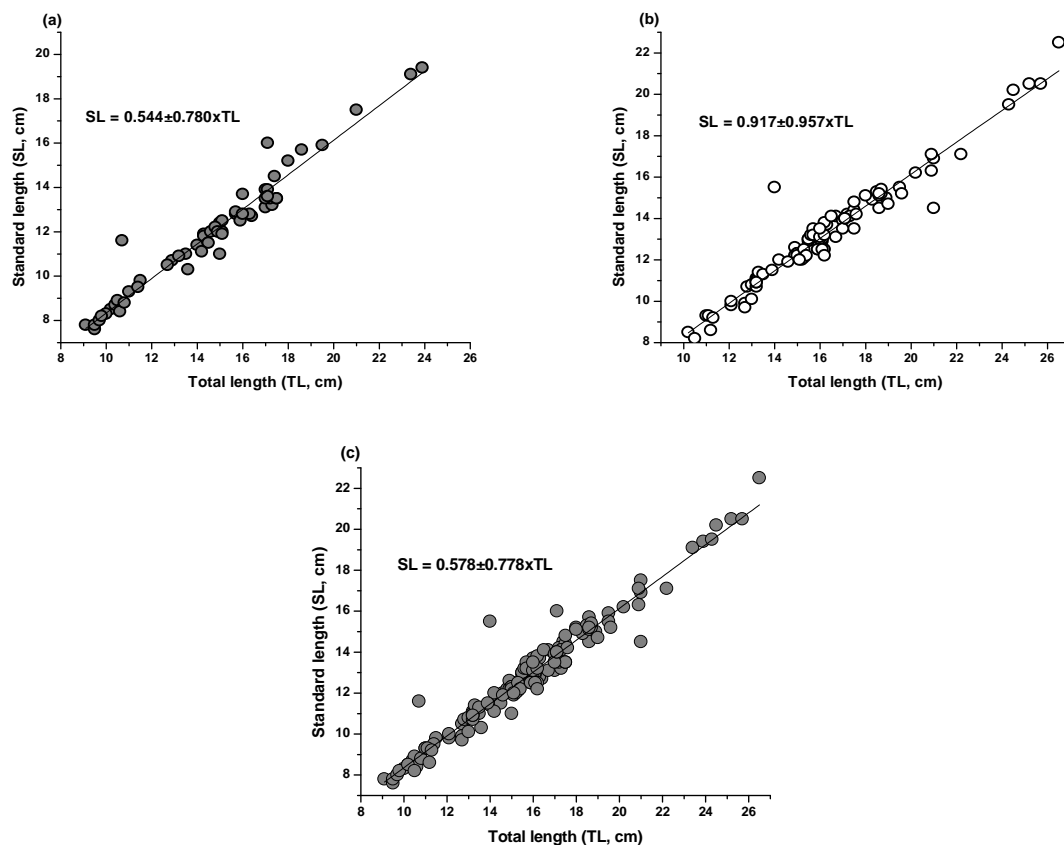 (a)
20
18
16
14
12
10
8
Standard length (SL, cm)
SL = 0.544±0.780xTL
8 10 12 14 16 18 20 22 24 26
Total length (TL, cm)
(b)
22
20
18
16
14
12
10
8
Standard length (SL, cm)
SL = 0.917±0.957xTL
10 12 14 16 18 20 22 24 26
Total length (TL, cm)
(c)
22
20
18
16
14
12
10
8
Standard length (SL, cm)
SL = 0.578±0.778xTL
8 10 12 14 16 18 20 22 24 26
Total length (TL, cm)